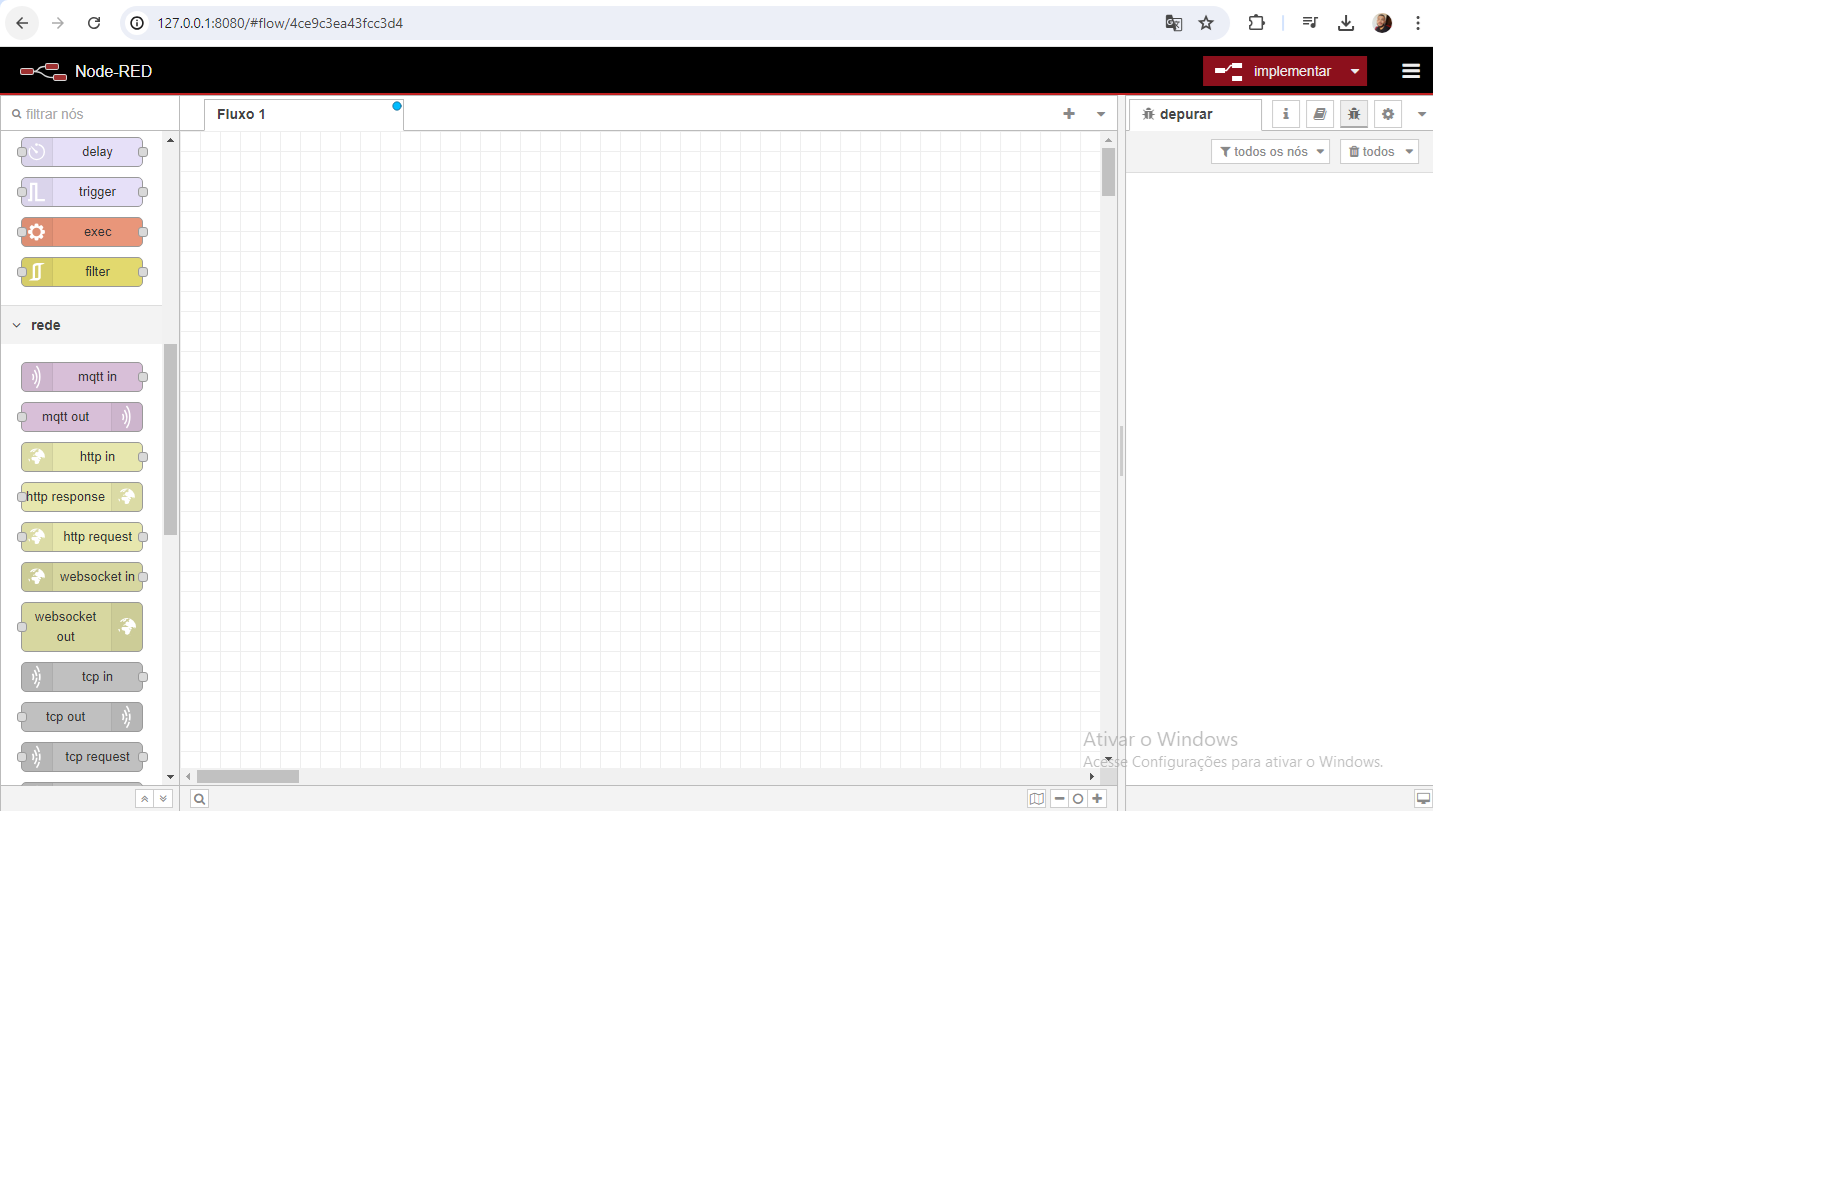 127.0.0.1:8080/#flow/4ce9c3ea43fcc3d4
Node-RED
implementar
filtrar nós
Fluxo 1
depurar
todos os nós
todos
delay
trigger
exec
filter
rede
mqtt in
mqtt out
http in
http response
http request
websocket in
websocket
out
tcp in
tcp out
tcp request
Ativar o Windows
Acesse Configurações para ativar o Windows.